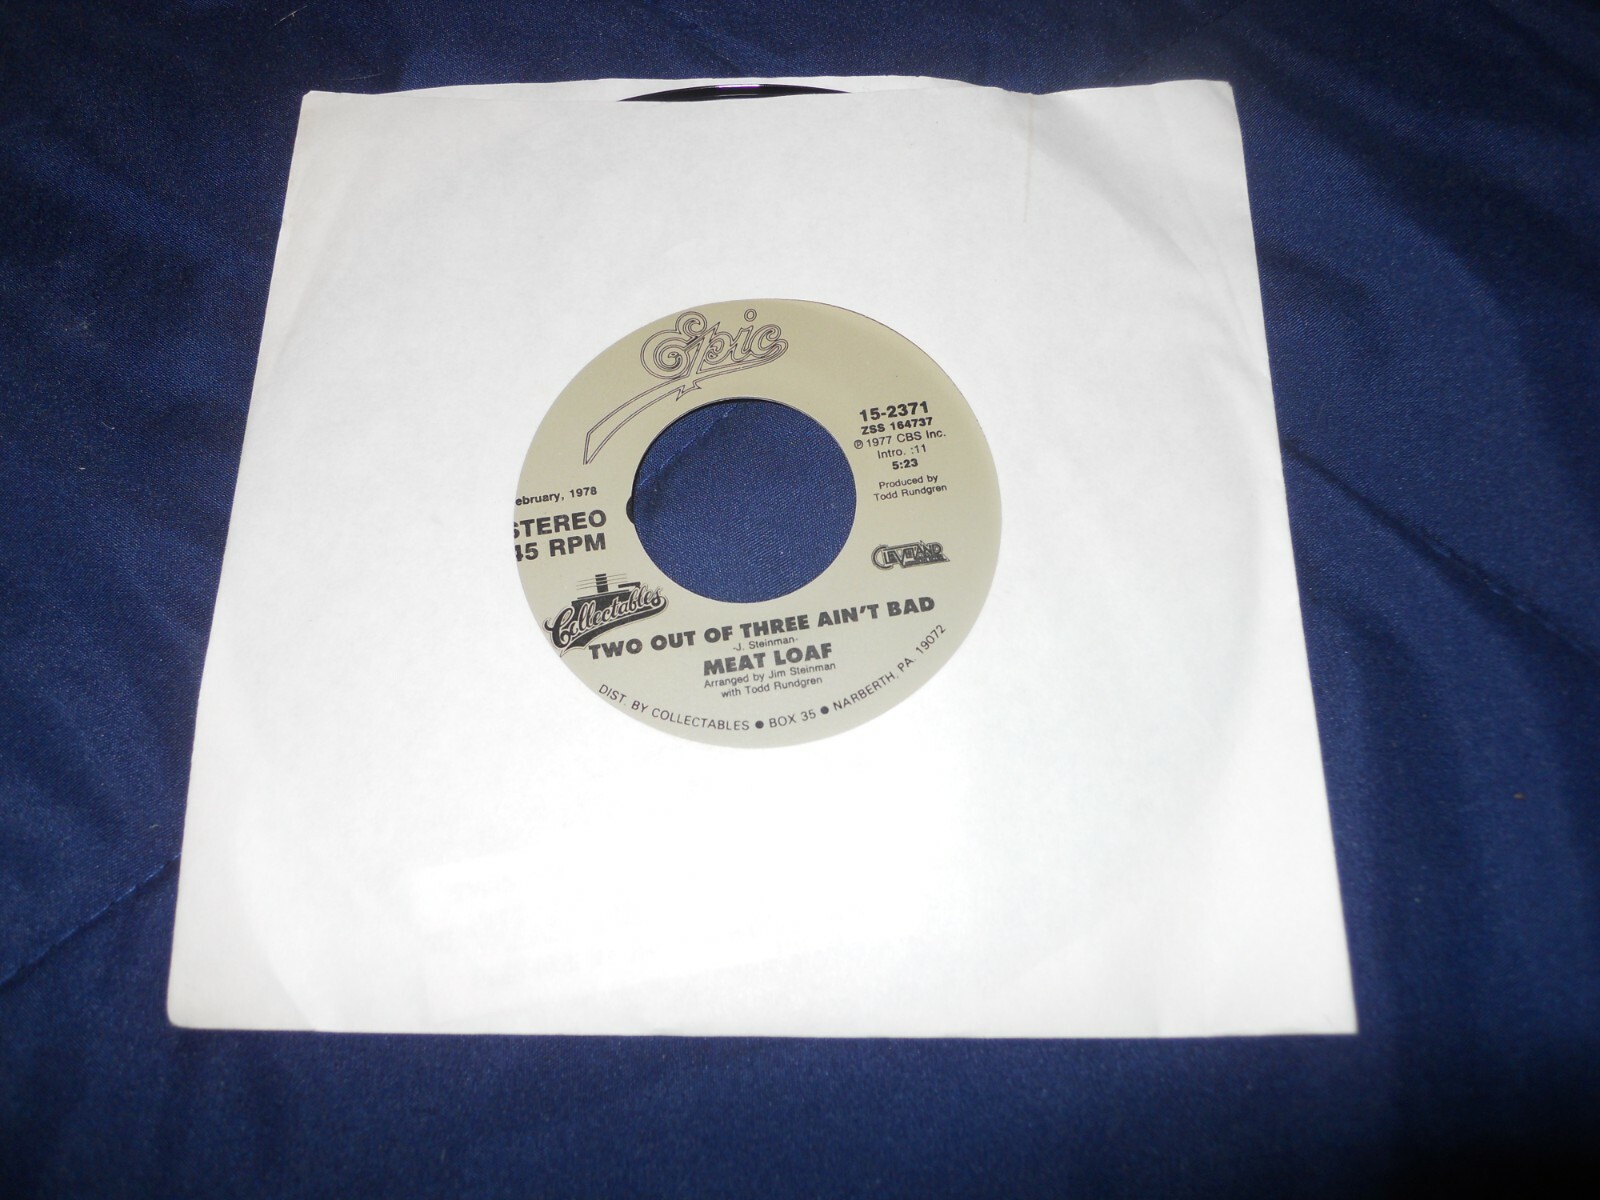 Epic
15-2371
ZSS 164737
℗ 1977 CBS Inc.
Intro. :11
5:23
Produced by
Todd Rundgren
ebruary, 1978
STEREO
45 RPM
Cleveland
Collectables
TWO OUT OF THREE AIN'T BAD
-J. Steinman-
MEAT LOAF
Arranged by Jim Steinman
with Todd Rundgren
DIST. BY COLLECTABLES ● BOX 35 ● NARBERTH, PA. 19072